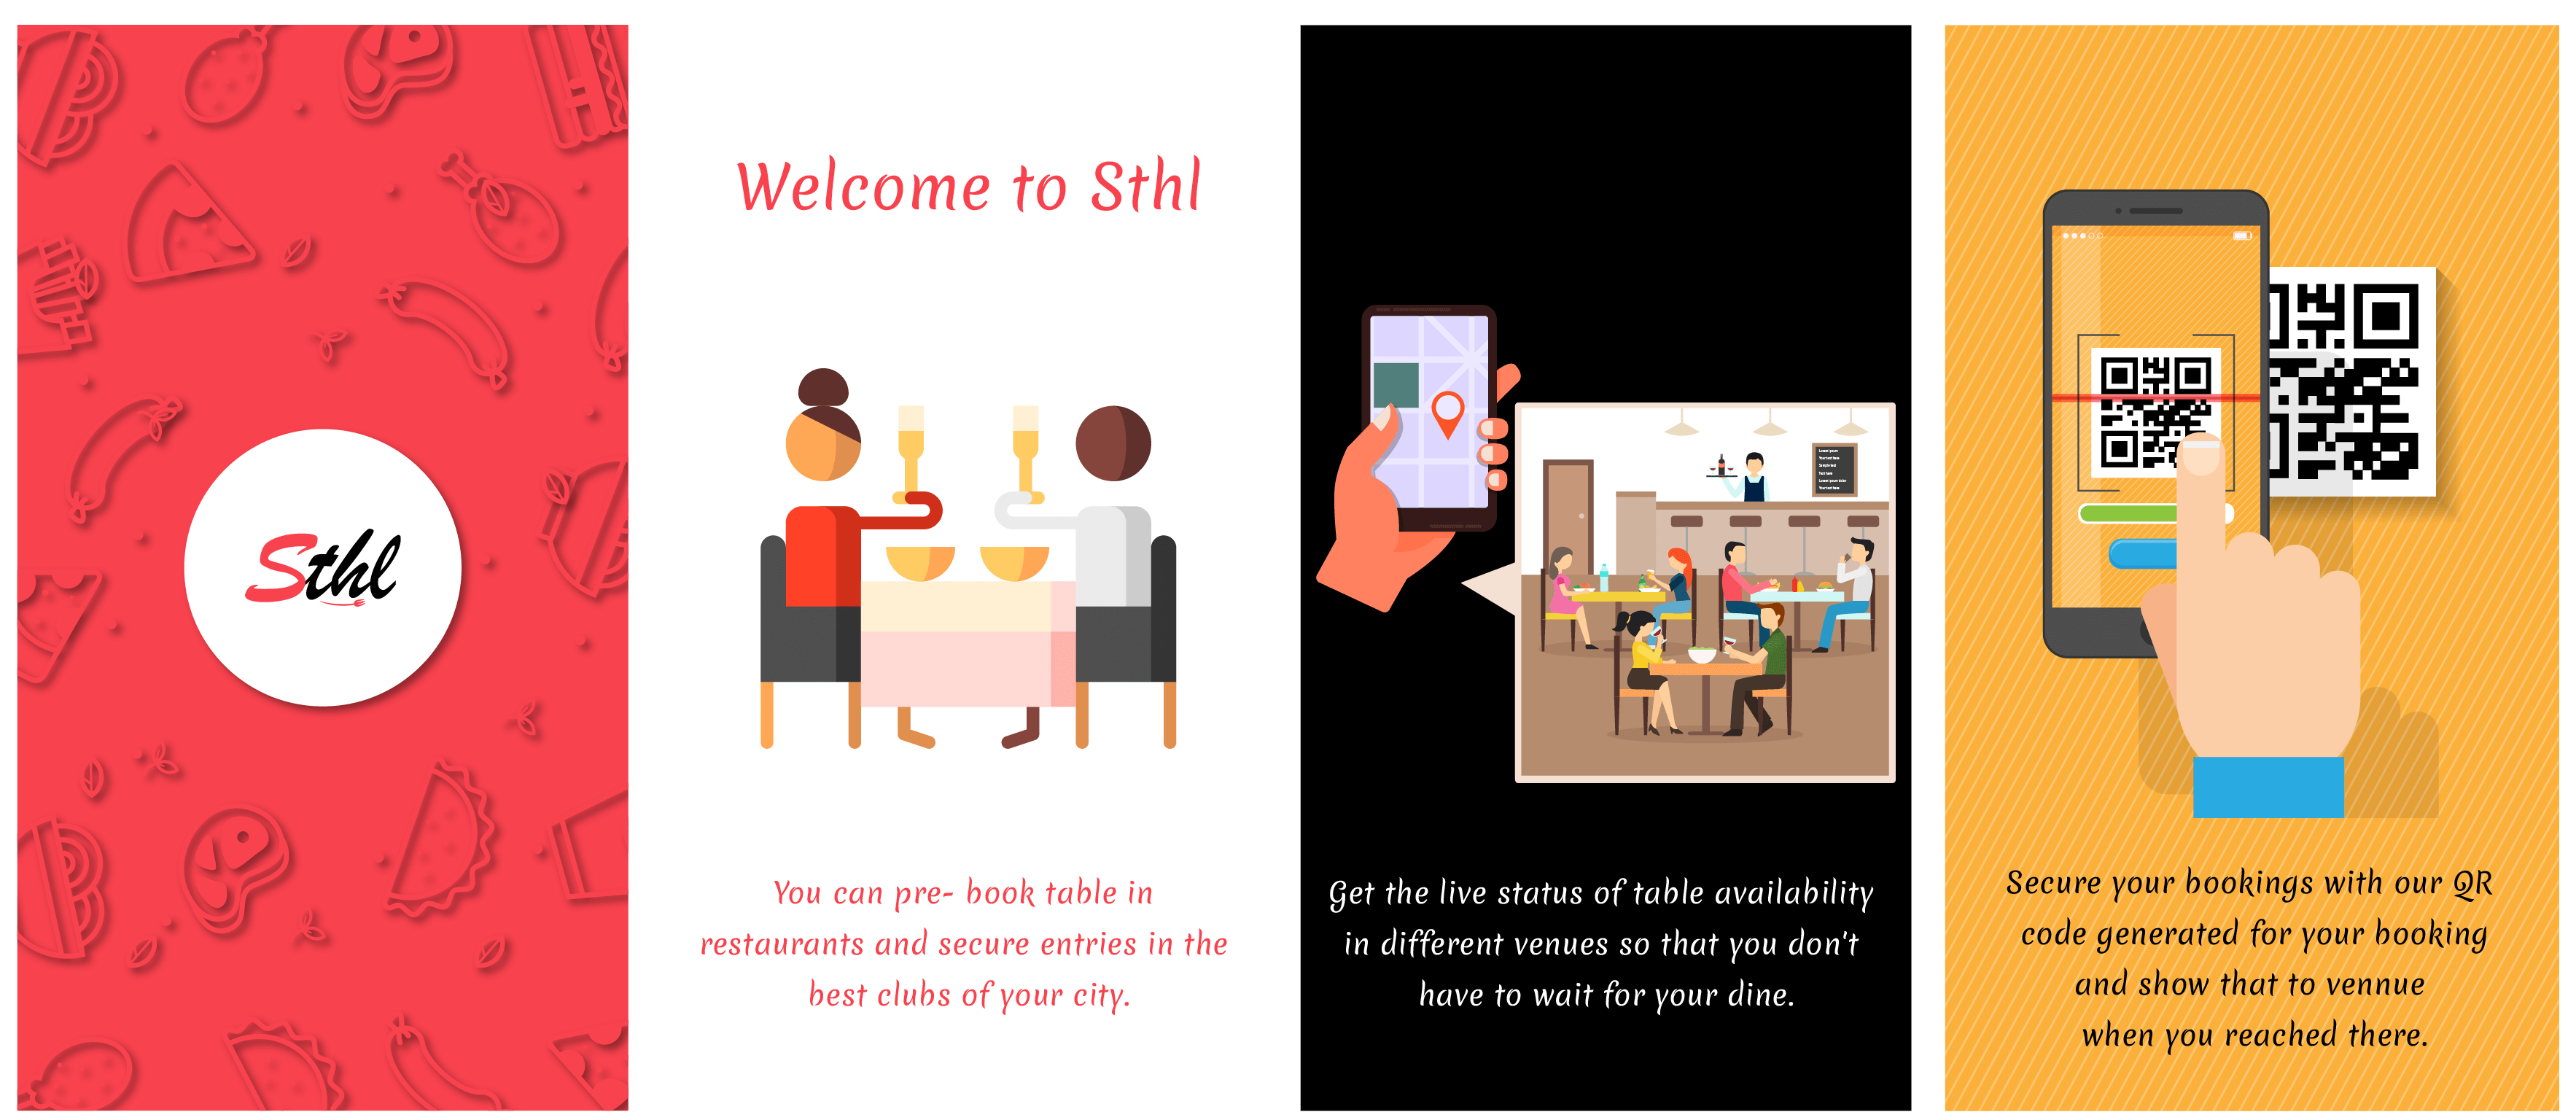 Sthl
Welcome to Sthl
You can pre- book table in
restaurants and secure entries in the
best clubs of your city.
Get the live status of table availability
in different venues so that you don't
have to wait for your dine.
Secure your bookings with our QR
code generated for your booking
and show that to vennue
when you reached there.